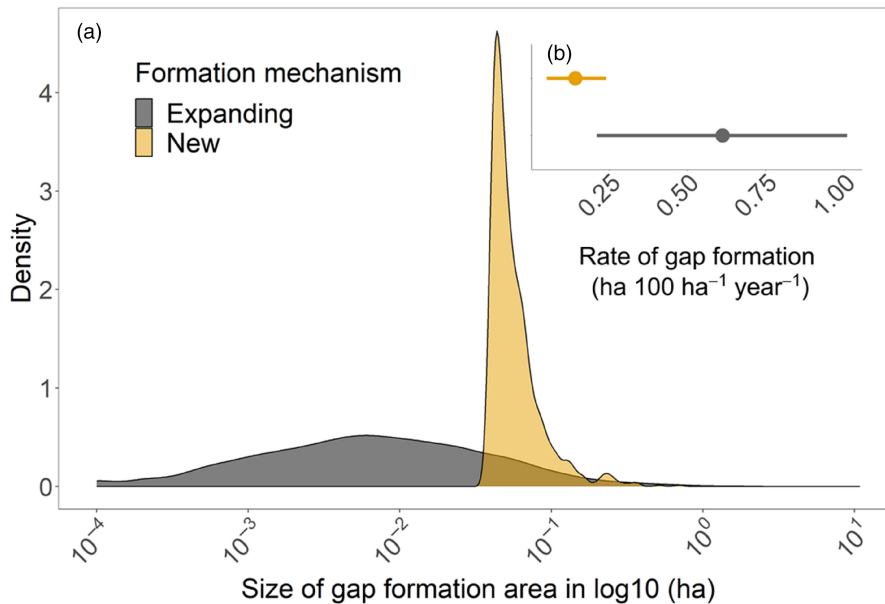 (a)
Formation mechanism
Expanding
New
(b)
0.25 0.50 0.75 1.00
Rate of gap formation
(ha 100 ha⁻¹ year⁻¹)
Density
4
3
2
1
0
10⁻⁴ 10⁻³ 10⁻² 10⁻¹ 10⁰ 10¹
Size of gap formation area in log10 (ha)